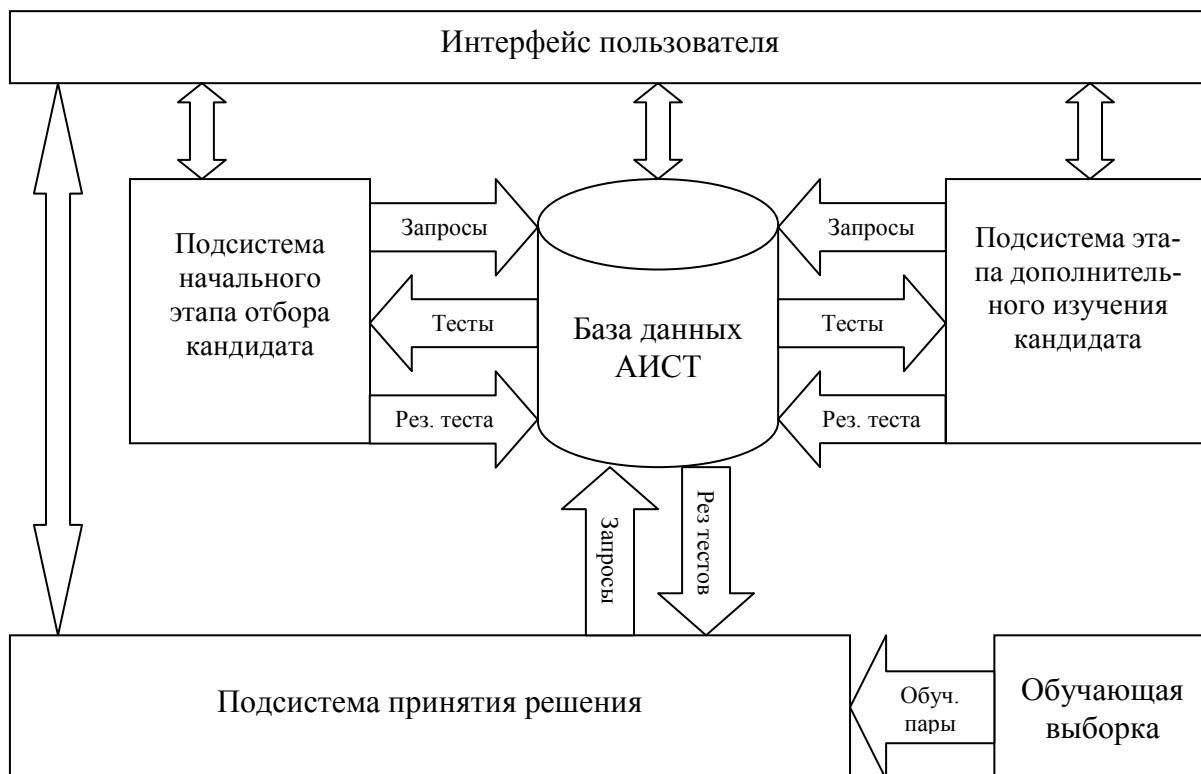 Интерфейс пользователя
Подсистема
начального
этапа отбора
кандидата
Запросы
Тесты
Рез. теста
База данных
АИСТ
Запросы
Тесты
Рез. теста
Подсистема эта-
па дополнитель-
ного изучения
кандидата
Запросы
Рез тестов
Подсистема принятия решения
Обуч.
пары
Обучающая
выборка